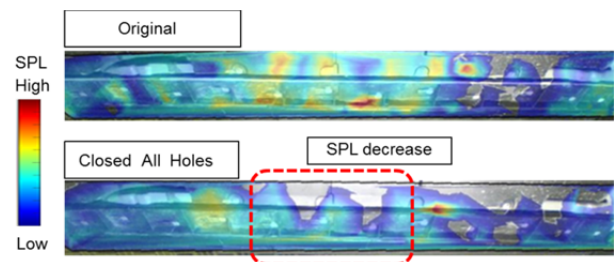 Original
SPL
High
Closed All Holes
SPL decrease
Low